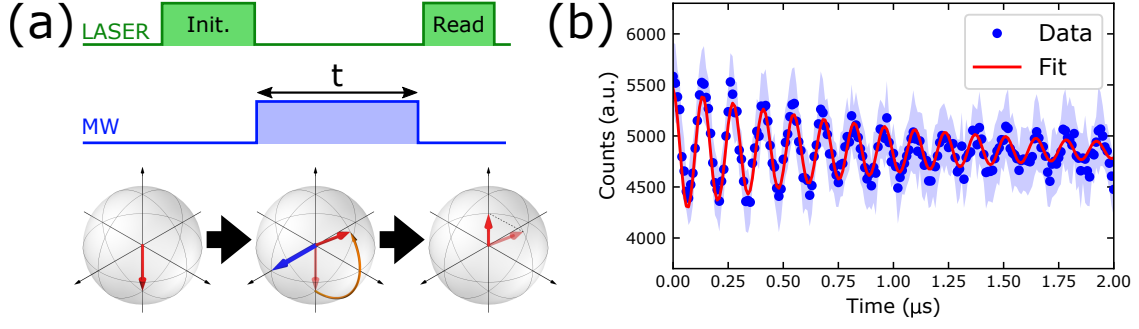 (a)
LASER
Init.
Read
t
MW
(b)
Counts (a.u.)
5500
5000
4500
4000
Data
Fit
0.00 0.25 0.50 0.75 1.00 1.25 1.50 1.75 2.00
Time (μs)